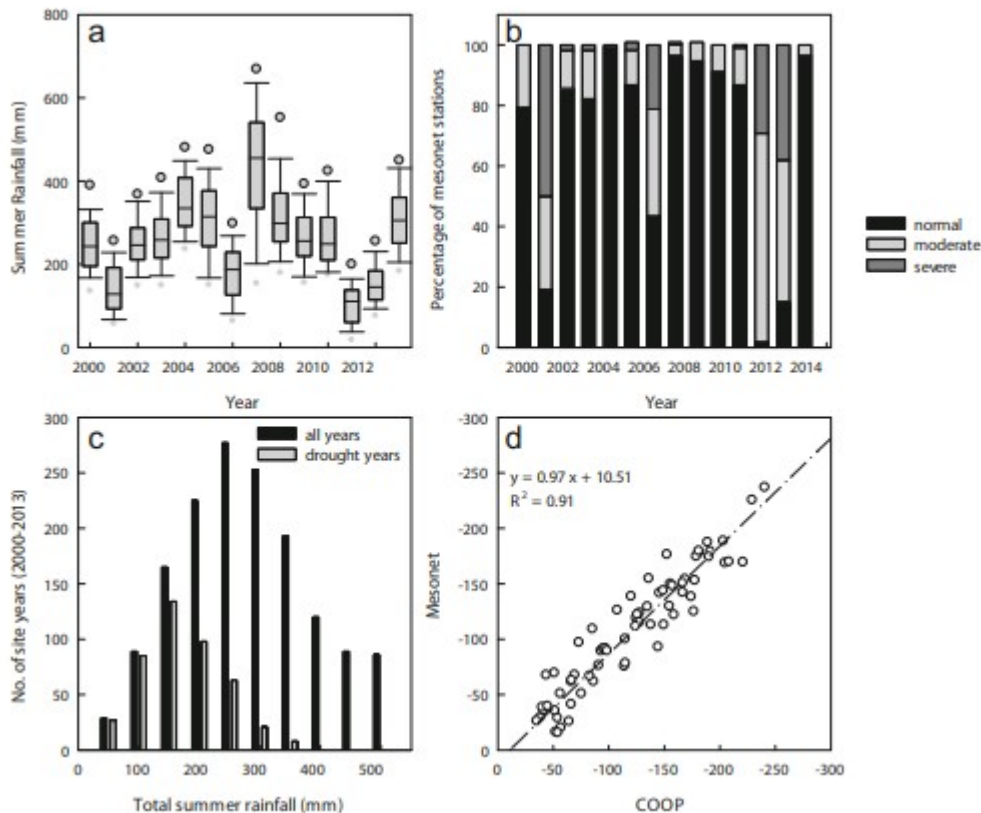 a
800
600
400
200
0
Summer Rainfall (mm)
2000 2002 2004 2006 2008 2010 2012
Year
b
100
80
60
40
20
0
Percentage of mesonet stations
2000 2002 2004 2006 2008 2010 2012 2014
Year
normal
moderate
severe
c
300
250
200
150
100
50
0
No. of site years (2000-2013)
all years
drought years
0 100 200 300 400 500
Total summer rainfall (mm)
d
-300
-250
-200
-150
-100
-50
0
Mesonet
y = 0.97 x + 10.51
R² = 0.91
0 -50 -100 -150 -200 -250 -300
COOP